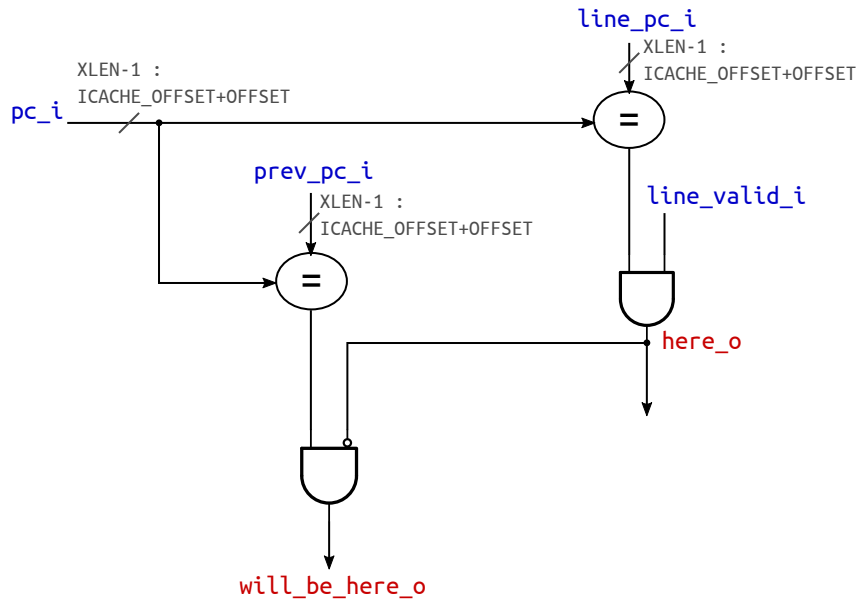 line_pc_i
XLEN-1 :
ICACHE_OFFSET+OFFSET
XLEN-1 :
ICACHE_OFFSET+OFFSET
pc_i
=
prev_pc_i
XLEN-1 :
ICACHE_OFFSET+OFFSET
line_valid_i
=
here_o
will_be_here_o